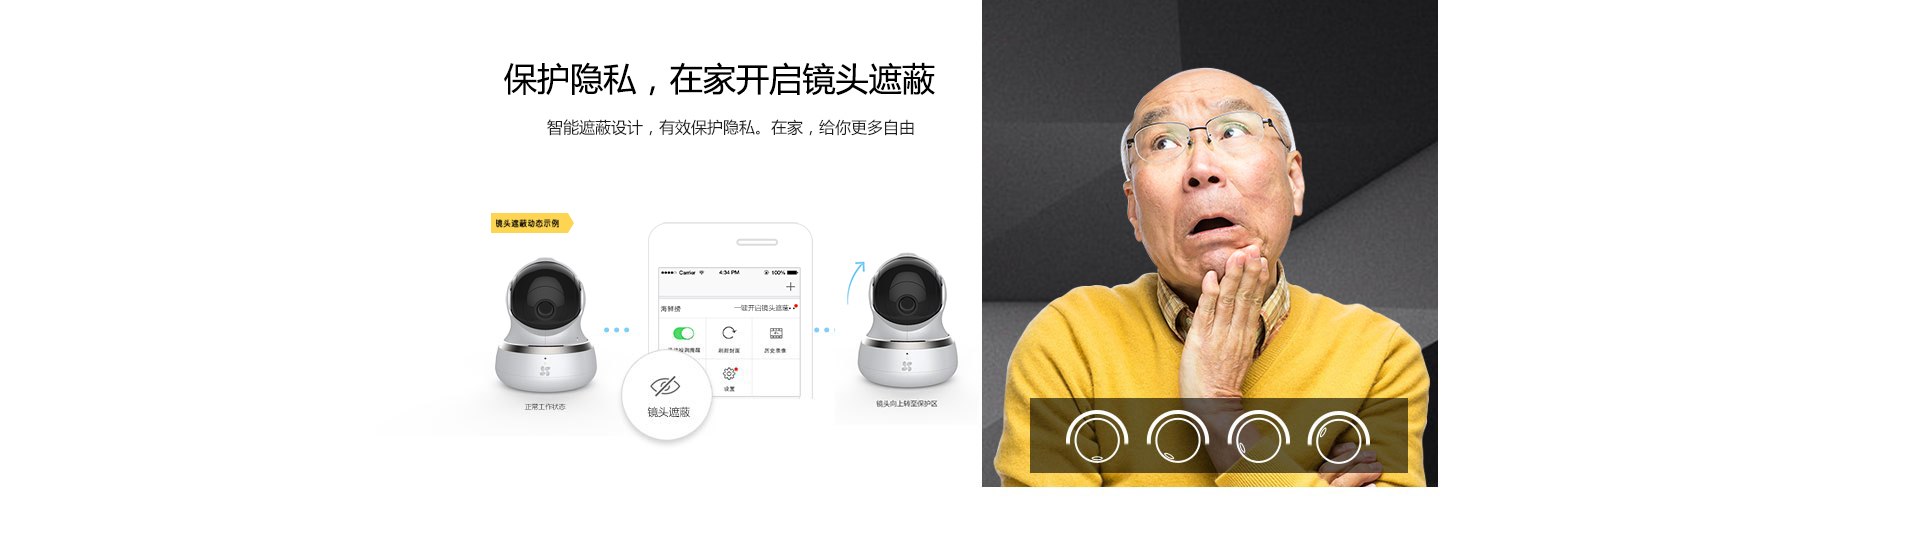 保护隐私，在家开启镜头遮蔽
智能遮蔽设计，有效保护隐私。在家，给你更多自由
镜头遮蔽动态示例
Carrier
4:34 PM
100%
海鲜捞
一键开启镜头遮蔽
刷新封面
历史录像
设置
镜头遮蔽
正常工作状态
镜头向上转至保护区